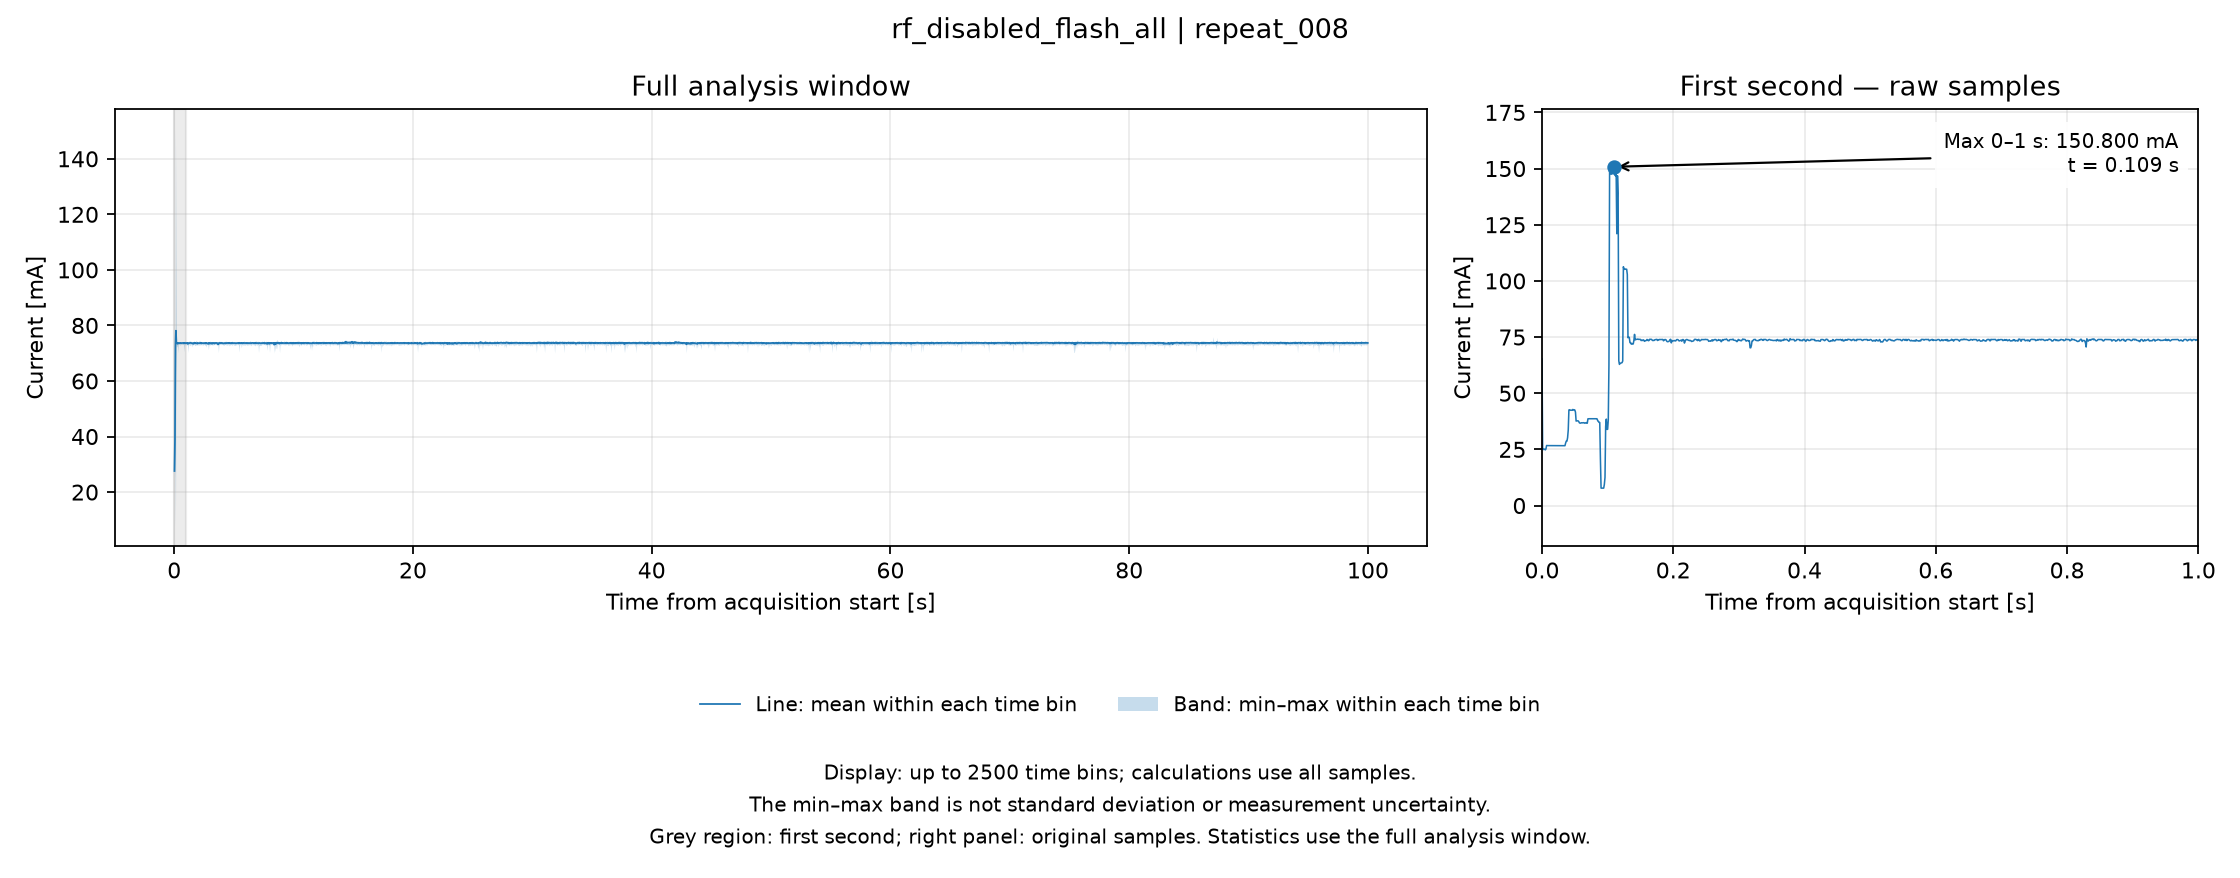 rf_disabled_flash_all | repeat_008
Full analysis window
Current [mA]
140
120
100
80
60
40
20
0
20
40
60
80
100
Time from acquisition start [s]
First second — raw samples
Current [mA]
175
150
125
100
75
50
25
0
Max 0–1 s: 150.800 mA
t = 0.109 s
0.0
0.2
0.4
0.6
0.8
1.0
Time from acquisition start [s]
Line: mean within each time bin
Band: min–max within each time bin
Display: up to 2500 time bins; calculations use all samples.
The min–max band is not standard deviation or measurement uncertainty.
Grey region: first second; right panel: original samples. Statistics use the full analysis window.